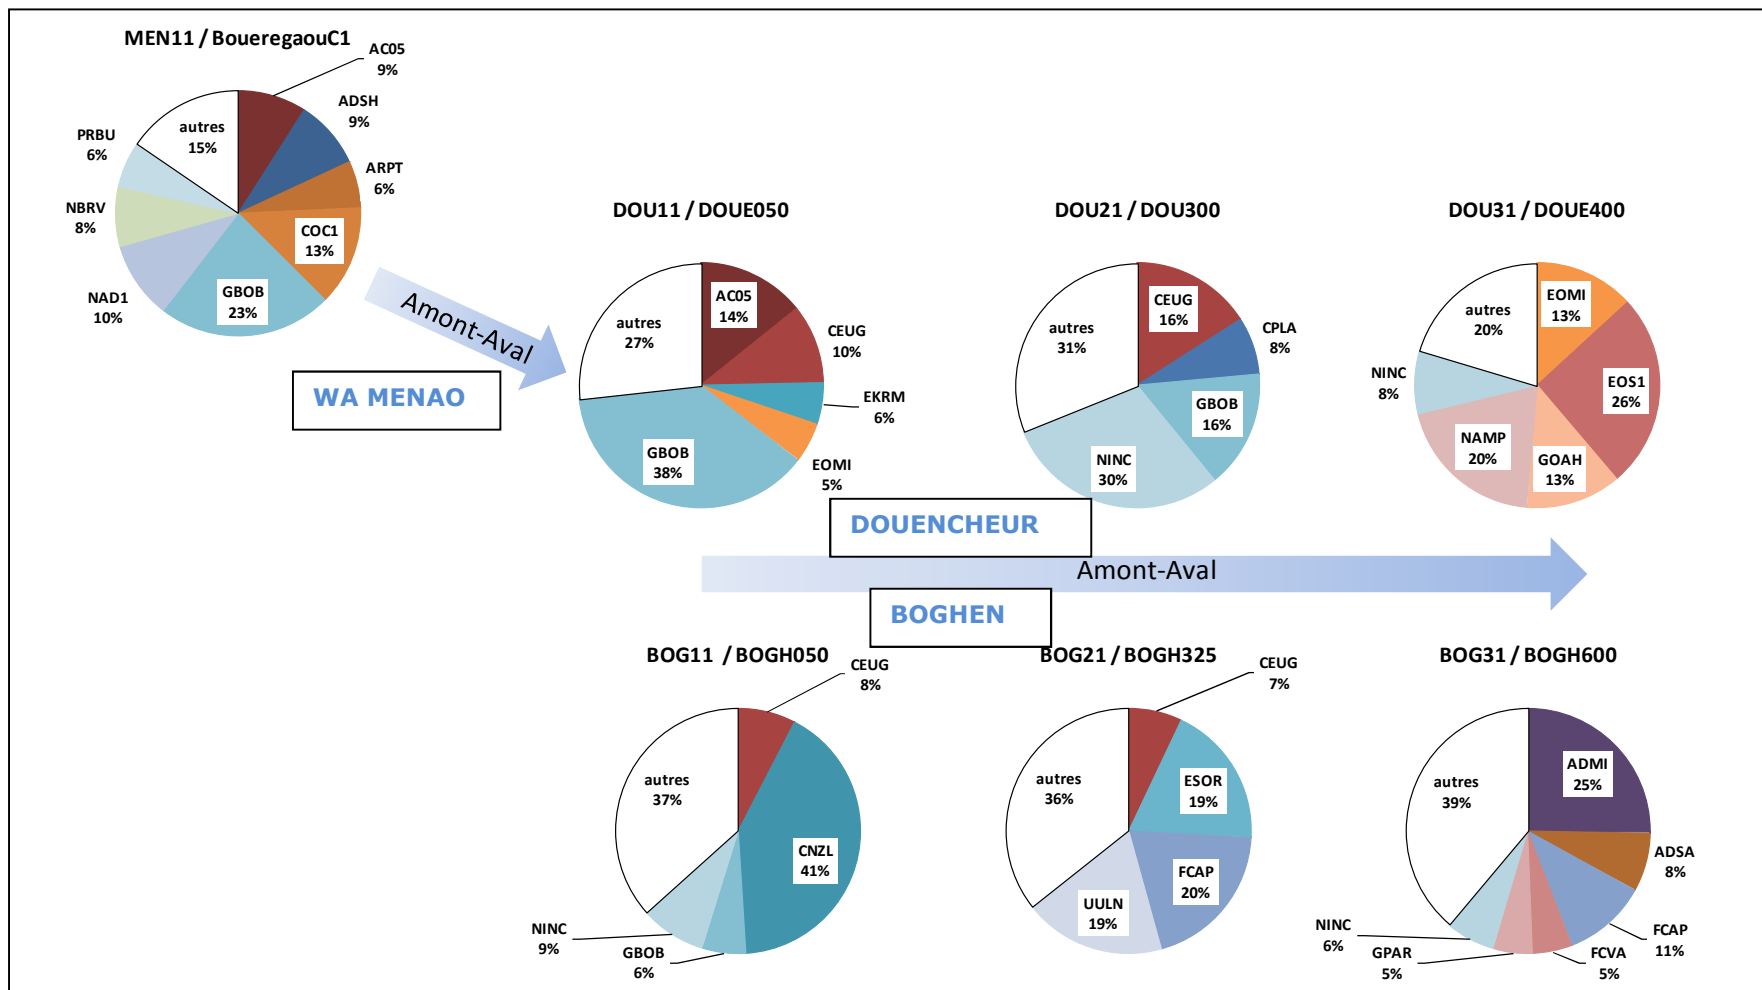 MEN11 / BoueregaouC1
AC05
9%
ADSH
9%
ARPT
6%
COC1
13%
GBOB
23%
NAD1
10%
NBRV
8%
PRBU
6%
autres
15%
Amont-Aval
WA MENAO
DOU11 / DOUE050
AC05
14%
CEUG
10%
EKRM
6%
EOMI
5%
GBOB
38%
autres
27%
DOU21 / DOU300
CEUG
16%
CPLA
8%
GBOB
16%
NINC
30%
autres
31%
DOU31 / DOUE400
EOMI
13%
EOS1
26%
GOAH
13%
NAMP
20%
NINC
8%
autres
20%
DOUENCHEUR
Amont-Aval
BOGHEN
BOG11 / BOGH050
CEUG
8%
CNZL
41%
GBOB
6%
NINC
9%
autres
37%
BOG21 / BOGH325
CEUG
7%
ESOR
19%
FCAP
20%
UULN
19%
autres
36%
BOG31 / BOGH600
ADMI
25%
ADSA
8%
FCAP
11%
FCVA
5%
GPAR
5%
NINC
6%
autres
39%